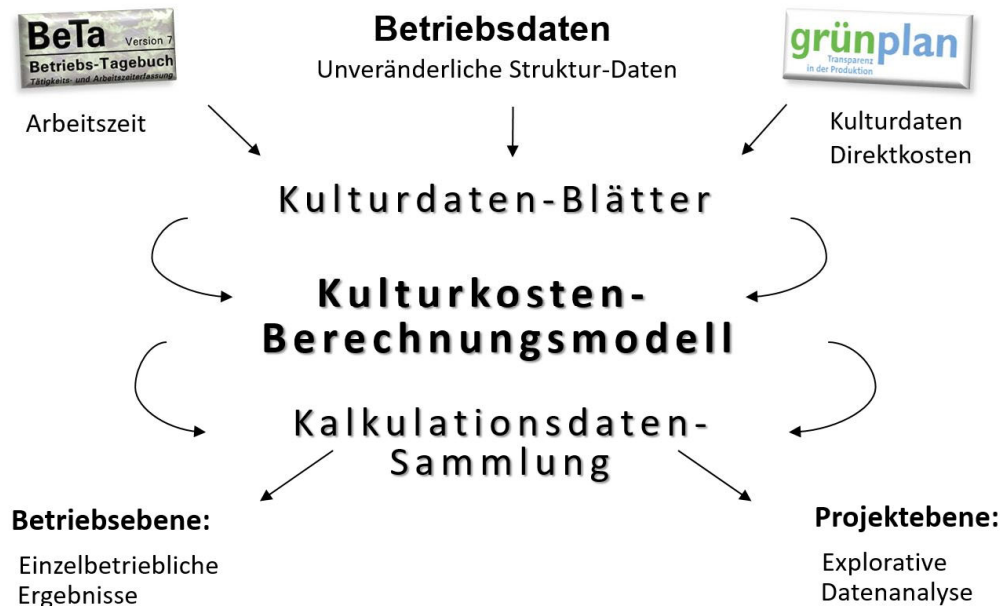 BeTa Version 7
Betriebs-Tagebuch
Tätigkeits- und Arbeitszeiterfassung
Arbeitszeit
Betriebsdaten
Unveränderliche Struktur-Daten
grünplan
Transparenz
in der Produktion
Kulturdaten
Direktkosten
Kulturdaten-Blätter
Kulturkosten-
Berechnungsmodell
Kalkulationsdaten-
Sammlung
Betriebsebene:
Einzelbetriebliche
Ergebnisse
Projektebene:
Explorative
Datenanalyse